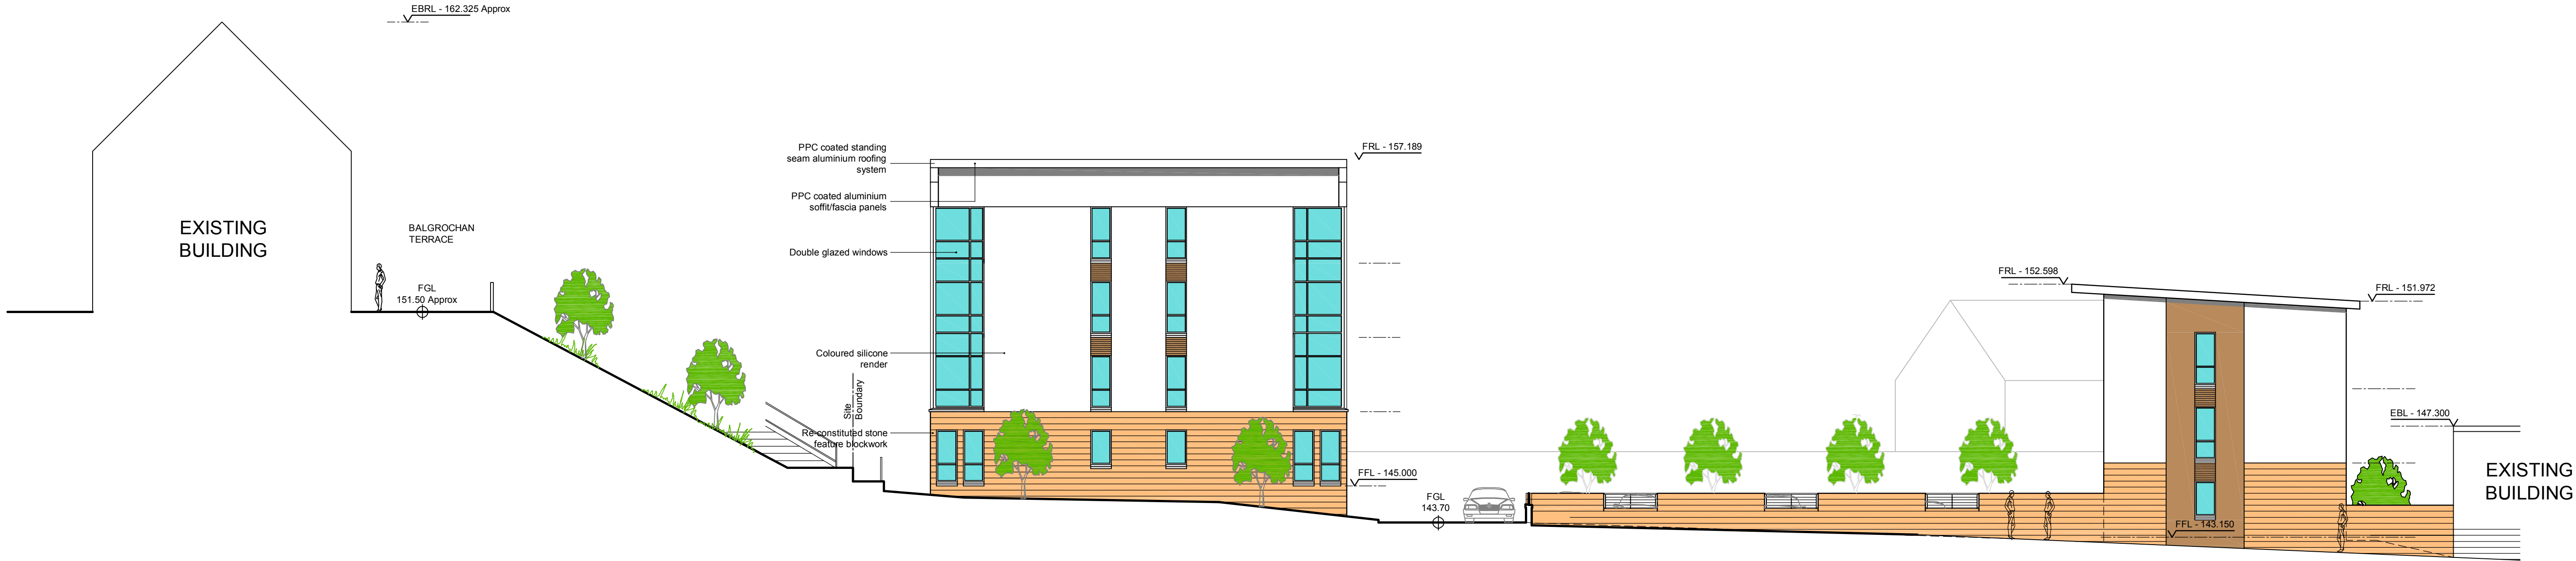 EBRL - 162.325 Approx
EXISTING
BUILDING
BALGROCHAN
TERRACE
FGL
151.50 Approx
PPC coated standing
seam aluminium roofing
system
PPC coated aluminium
soffit/fascia panels
Double glazed windows
Coloured silicone
render
Site
Boundary
Re-constituted stone
feature blockwork
FRL - 157.189
FFL - 145.000
FGL
143.70
FRL - 152.598
FRL - 151.972
EBL - 147.300
FFL - 143.150
EXISTING
BUILDING